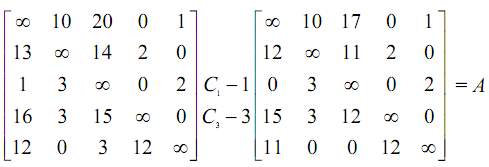 ∞ 10 20 0 1 ∞ 10 17 0 1
13 ∞ 14 2 0 12 ∞ 11 2 0
1 3 ∞ 0 2 C₁ − 1 0 3 ∞ 0 2 = A
16 3 15 ∞ 0 C₃ − 3 15 3 12 ∞ 0
12 0 3 12 ∞ 11 0 0 12 ∞